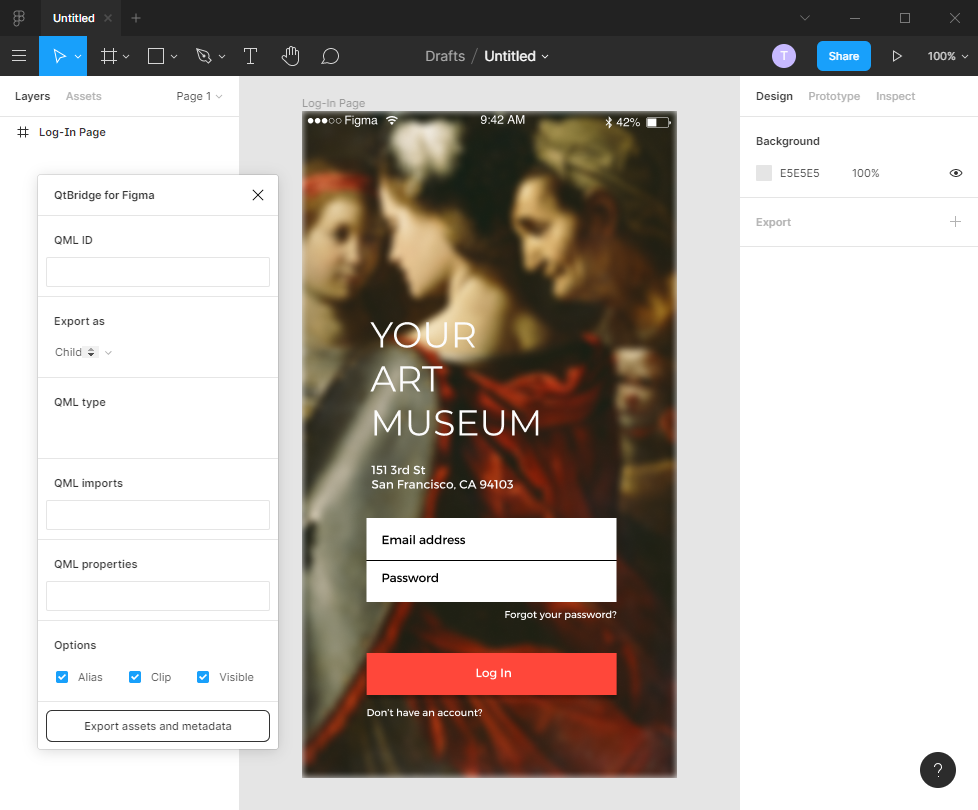 Untitled
Drafts / Untitled
T
Share
100%
Layers
Assets
Page 1
Log-In Page
QtBridge for Figma
QML ID
Export as
Child
QML type
QML imports
QML properties
Options
Alias
Clip
Visible
Export assets and metadata
Log-In Page
Figma
9:42 AM
42%
YOUR
ART
MUSEUM
151 3rd St
San Francisco, CA 94103
Email address
Password
Forgot your password?
Log In
Don't have an account?
Design
Prototype
Inspect
Background
E5E5E5
100%
Export
?